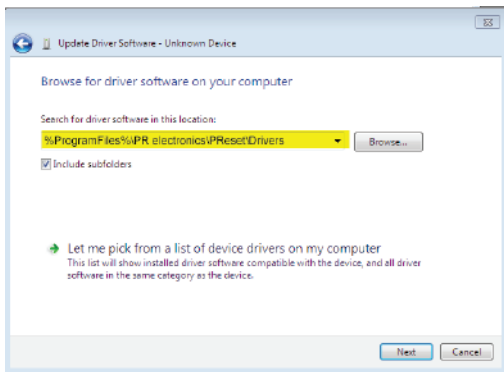 Update Driver Software - Unknown Device
Browse for driver software on your computer
Search for driver software in this location:
%ProgramFiles%\PR electronics\PReset\Drivers
Browse...
Include subfolders
Let me pick from a list of device drivers on my computer
This list will show installed driver software compatible with the device, and all driver
software in the same category as the device.
Next
Cancel